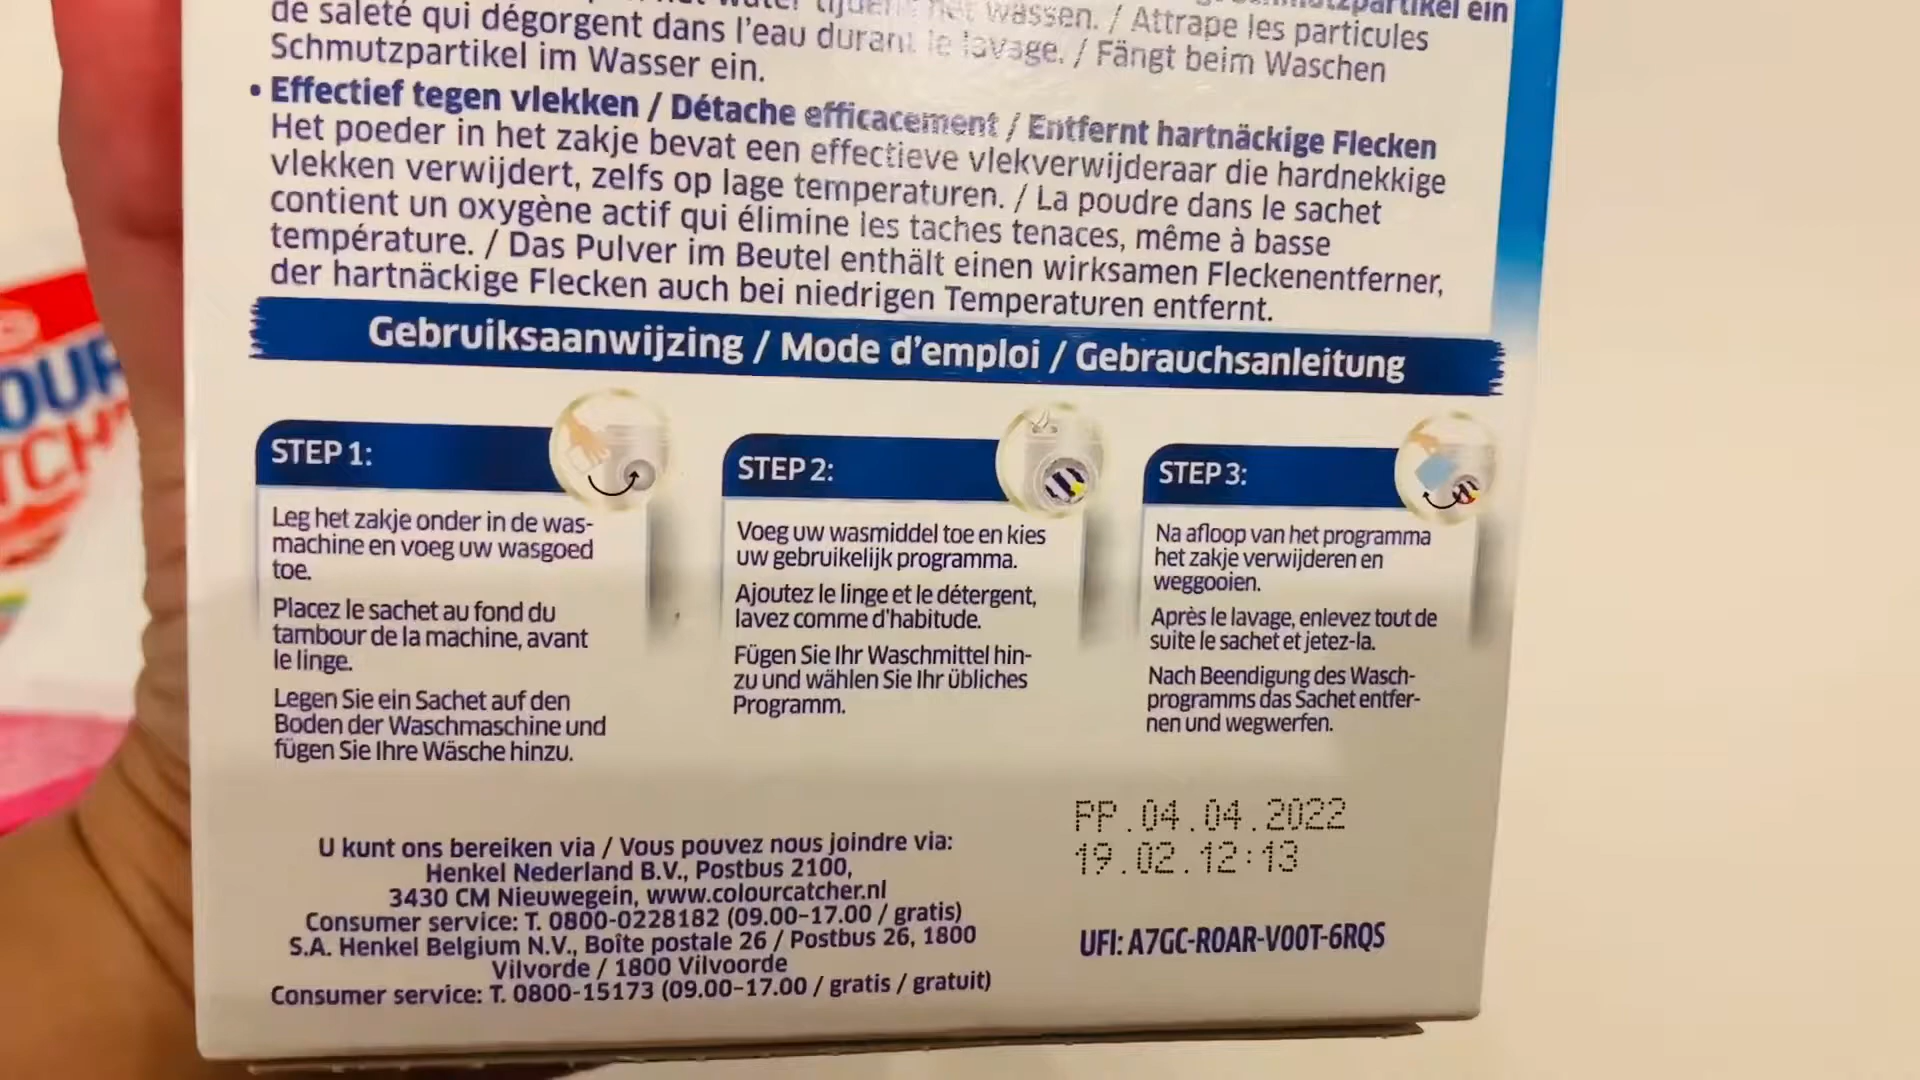 wassen. / Attrape les particules
de saleté qui dégorgent dans l'eau durant le lavage. / Fängt beim Waschen
Schmutzpartikel im Wasser ein.
• Effectief tegen vlekken / Détache efficacement / Entfernt hartnäckige Flecken
Het poeder in het zakje bevat een effectieve vlekverwijderaar die hardnekkige
vlekken verwijdert, zelfs op lage temperaturen. / La poudre dans le sachet
contient un oxygène actif qui élimine les taches tenaces, même à basse
température. / Das Pulver im Beutel enthält einen wirksamen Fleckenentferner,
der hartnäckige Flecken auch bei niedrigen Temperaturen entfernt.
Gebruiksaanwijzing / Mode d'emploi / Gebrauchsanleitung
STEP 1:
Leg het zakje onder in de was-
machine en voeg uw wasgoed
toe.
Placez le sachet au fond du
tambour de la machine, avant
le linge.
Legen Sie ein Sachet auf den
Boden der Waschmaschine und
fügen Sie Ihre Wäsche hinzu.
STEP 2:
Voeg uw wasmiddel toe en kies
uw gebruikelijk programma.
Ajoutez le linge et le détergent,
lavez comme d'habitude.
Fügen Sie Ihr Waschmittel hin-
zu und wählen Sie Ihr übliches
Programm.
STEP 3:
Na afloop van het programma
het zakje verwijderen en
weggooien.
Après le lavage, enlevez tout de
suite le sachet et jetez-la.
Nach Beendigung des Wasch-
programms das Sachet entfer-
nen und wegwerfen.
U kunt ons bereiken via / Vous pouvez nous joindre via:
Henkel Nederland B.V., Postbus 2100,
3430 CM Nieuwegein, www.colourcatcher.nl
Consumer service: T. 0800-0228182 (09.00-17.00 / gratis)
S.A. Henkel Belgium N.V., Boîte postale 26 / Postbus 26, 1800
Vilvorde / 1800 Vilvoorde
Consumer service: T. 0800-15173 (09.00-17.00 / gratis / gratuit)
PP.04.04.2022
19.02.12:13
UFI: A7GC-R0AR-V00T-6RQS